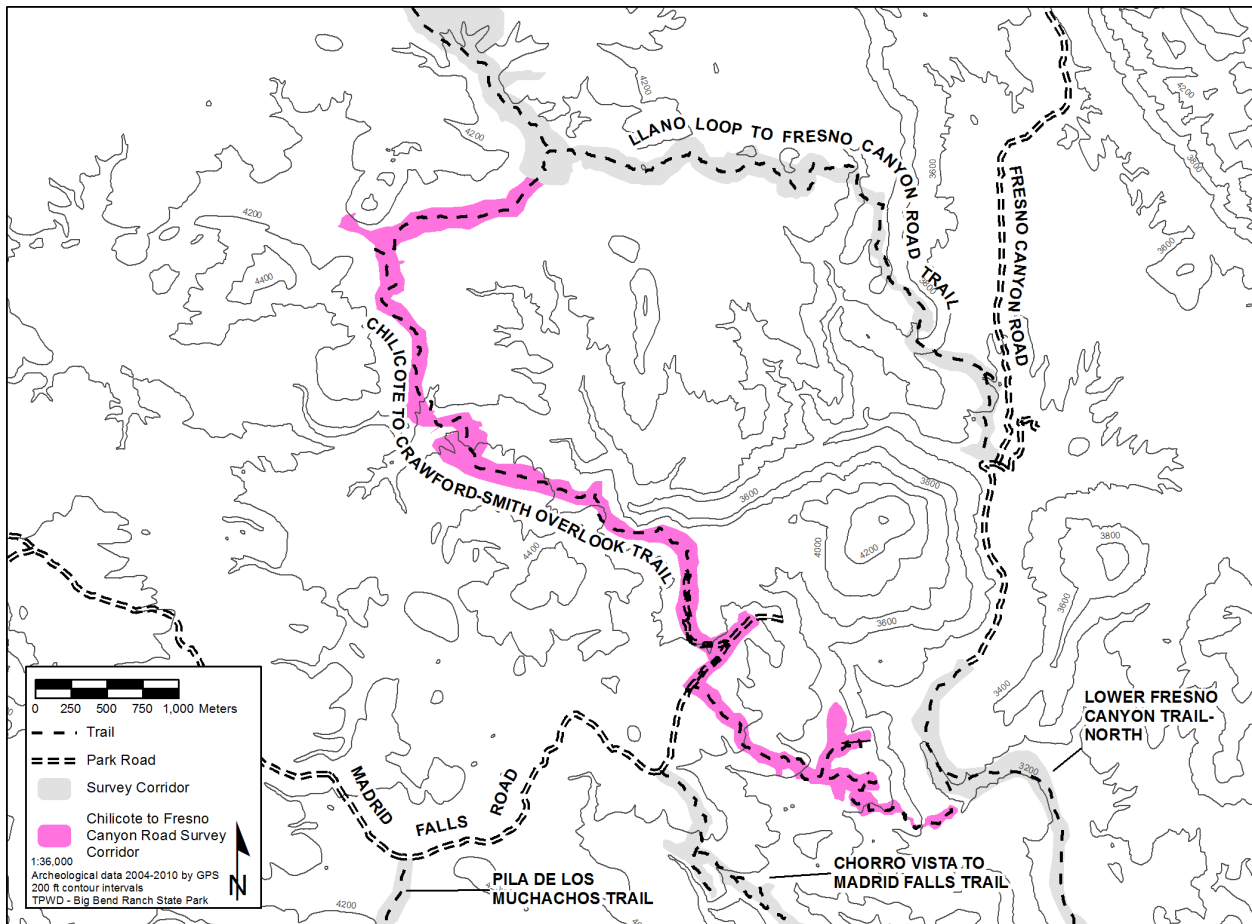 4200
4200
4200
4200
3600
3800
3600
4200
4400
3600
LLANO LOOP TO FRESNO CANYON ROAD TRAIL
FRESNO CANYON ROAD
CHILICOTE TO CRAWFORD-SMITH OVERLOOK TRAIL
3600
3800
4000
4200
3600
3800
3600
4400
3400
3200
LOWER FRESNO
CANYON TRAIL-
NORTH
MADRID FALLS ROAD
PILA DE LOS
MUCHACHOS TRAIL
CHORRO VISTA TO
MADRID FALLS TRAIL
4200
0 250 500 750 1,000 Meters
Trail
Park Road
Survey Corridor
Chilicote to Fresno
Canyon Road Survey
Corridor
1:36,000
Archeological data 2004-2010 by GPS
200 ft contour intervals
TPWD - Big Bend Ranch State Park
N